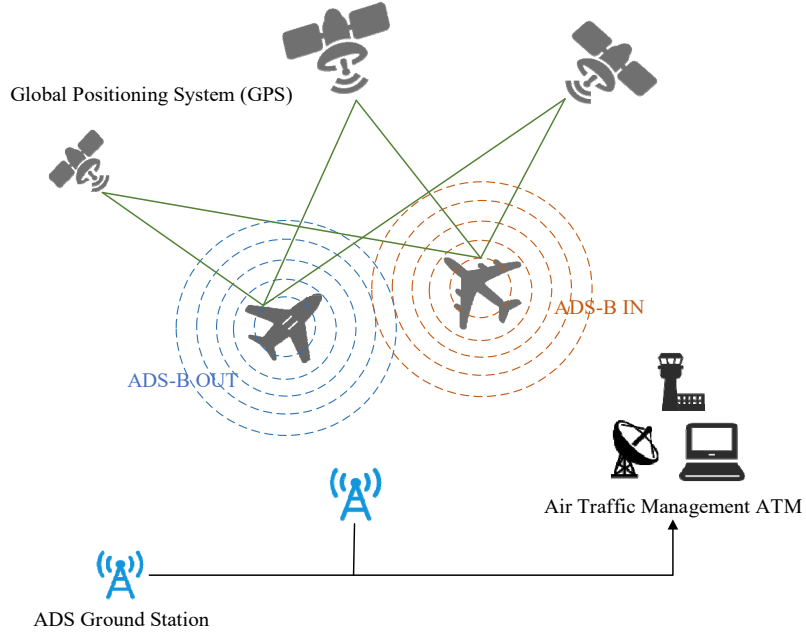 Global Positioning System (GPS)
ADS-B IN
ADS-B OUT
Air Traffic Management ATM
ADS Ground Station